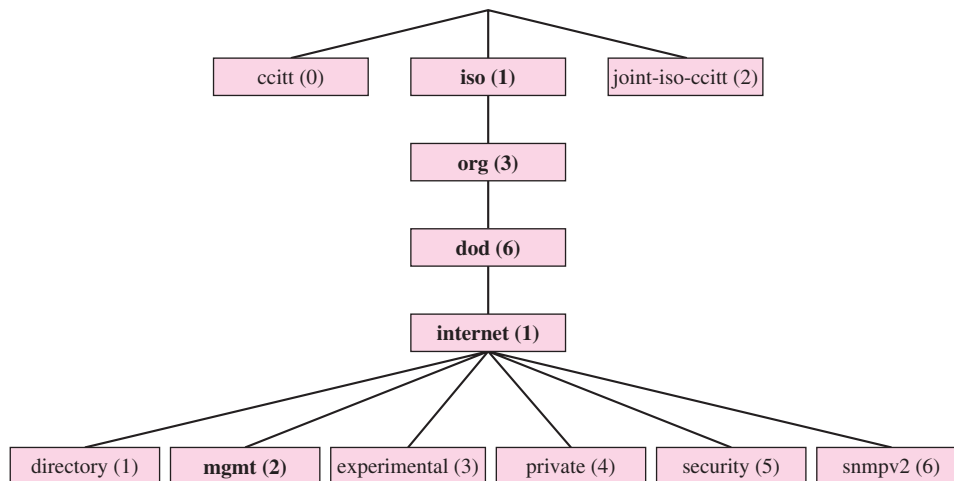 ccitt (0)
iso (1)
joint-iso-ccitt (2)
org (3)
dod (6)
internet (1)
directory (1)
mgmt (2)
experimental (3)
private (4)
security (5)
snmpv2 (6)